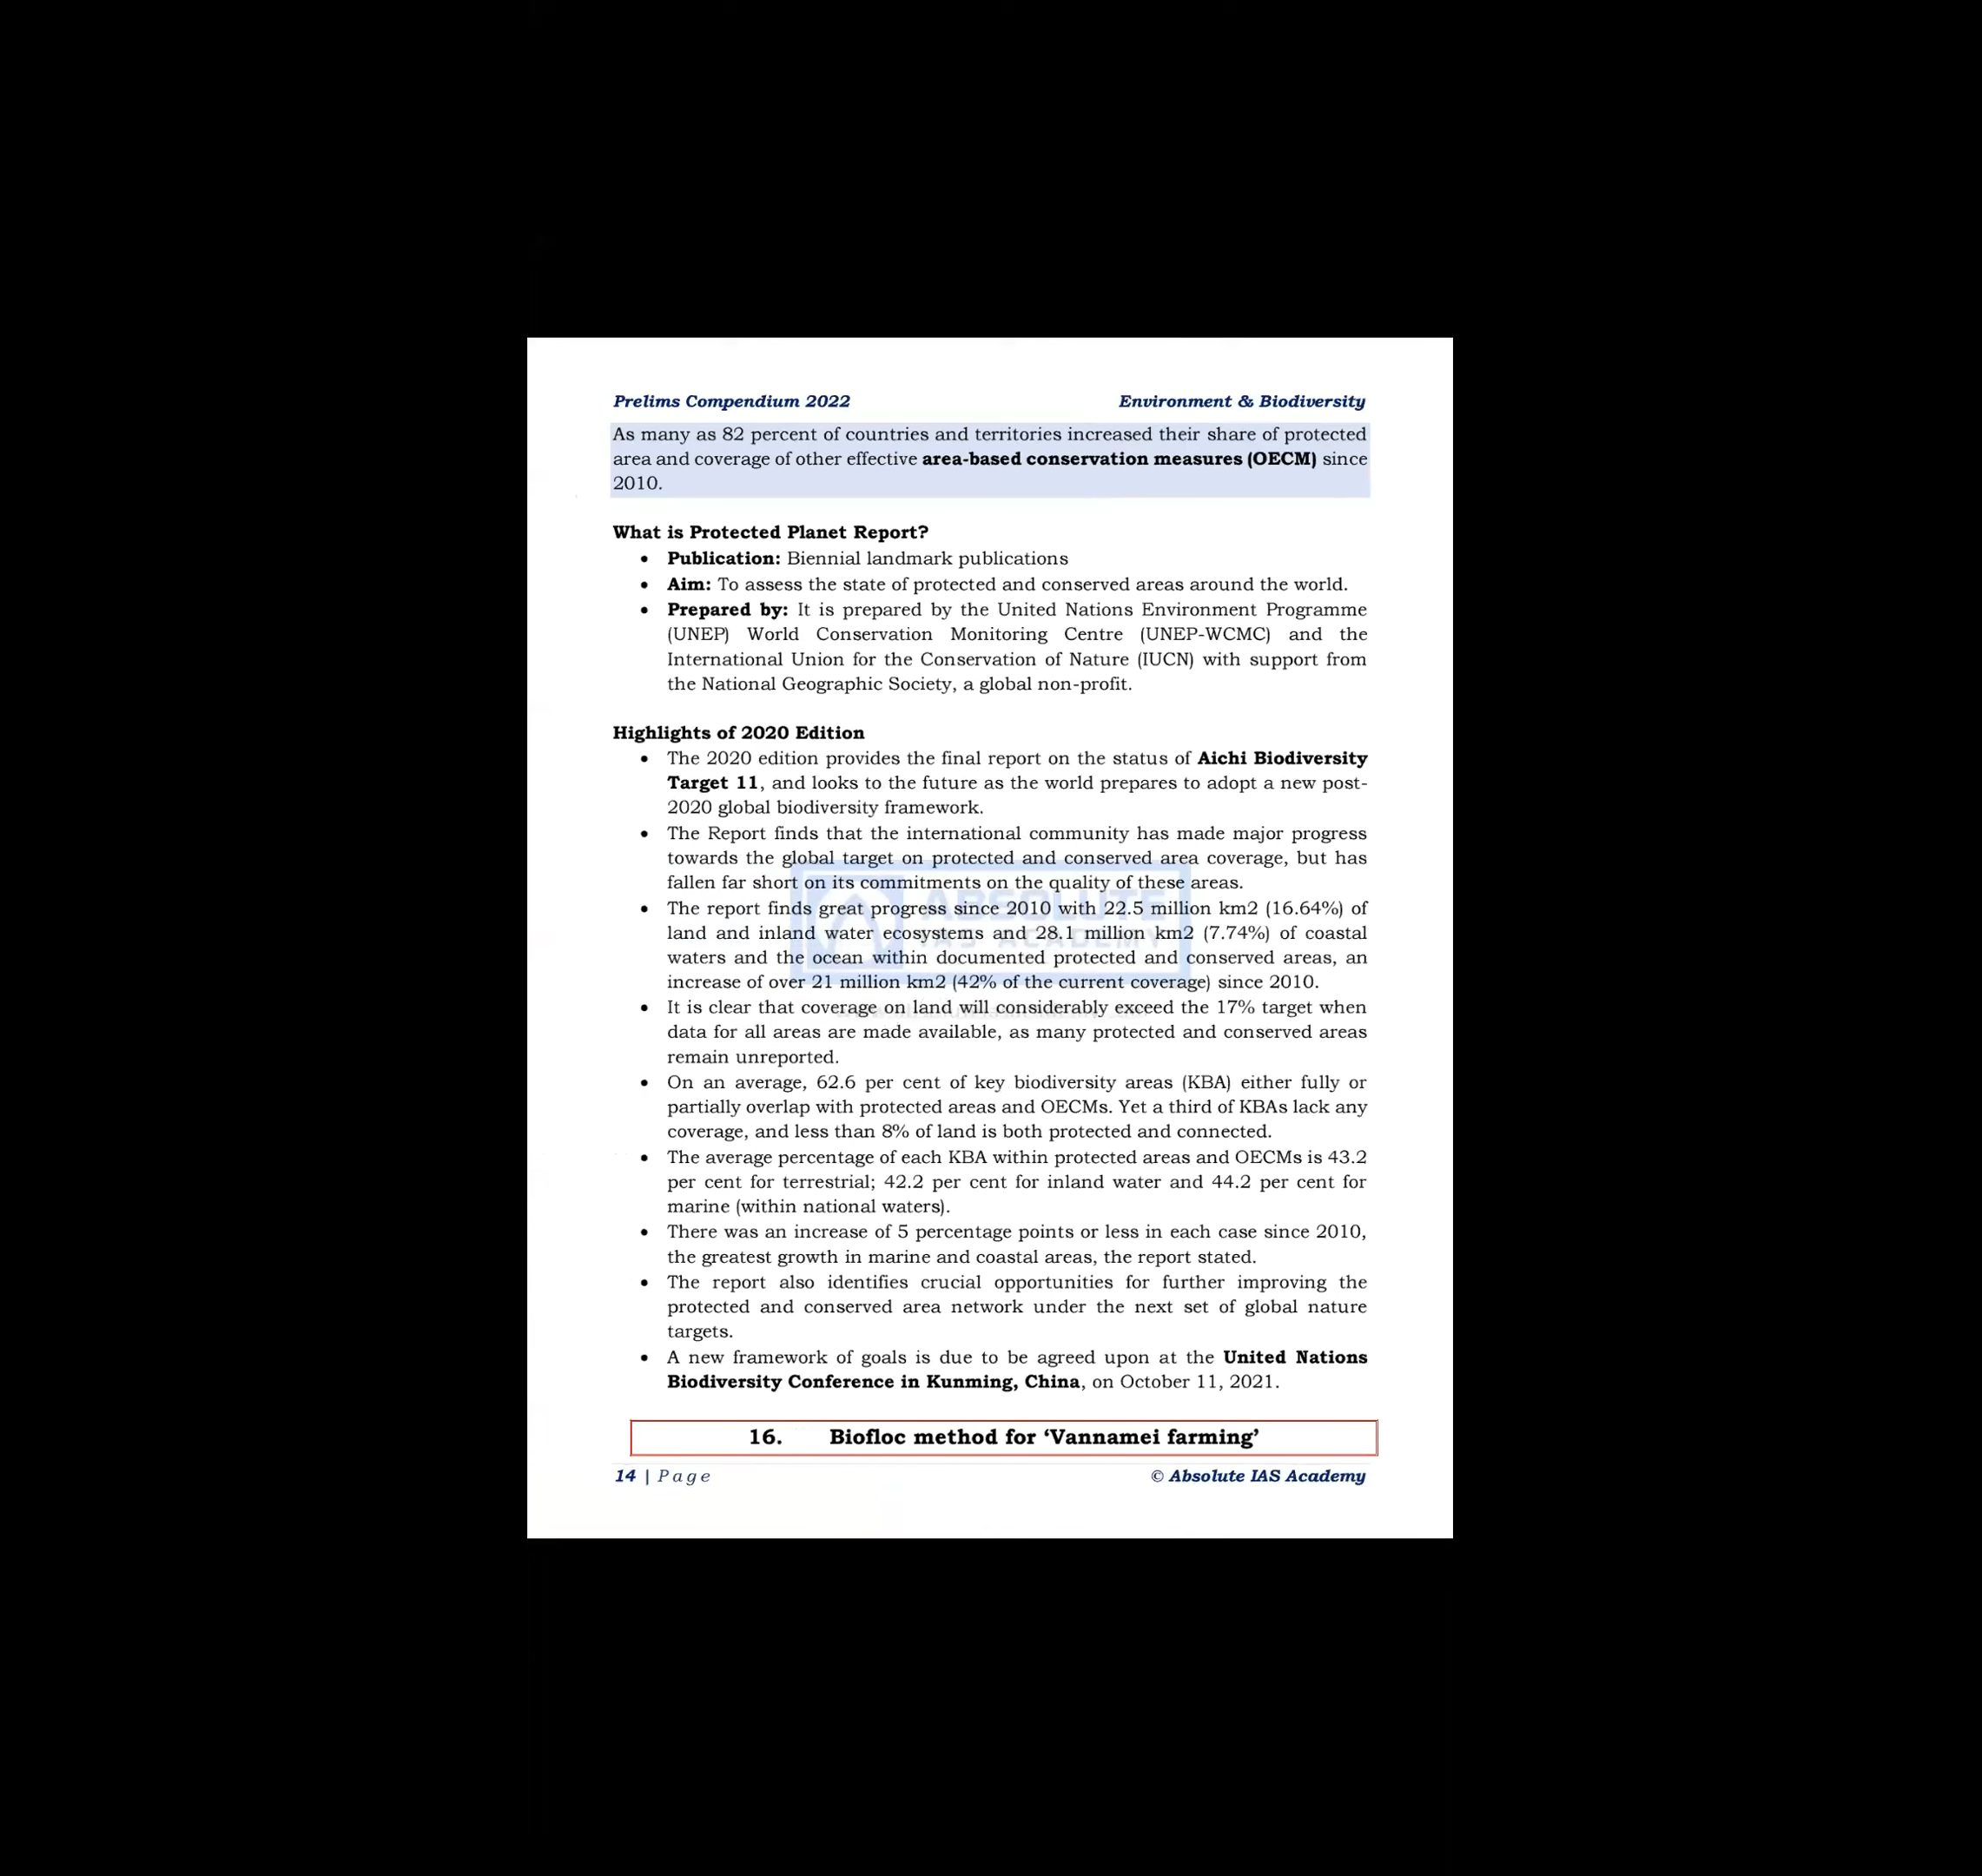 Prelims Compendium 2022 Environment & Biodiversity
As many as 82 percent of countries and territories increased their share of protected
area and coverage of other effective area-based conservation measures (OECM) since
2010.
What is Protected Planet Report?
• Publication: Biennial landmark publications
• Aim: To assess the state of protected and conserved areas around the world.
• Prepared by: It is prepared by the United Nations Environment Programme
(UNEP) World Conservation Monitoring Centre (UNEP-WCMC) and the
International Union for the Conservation of Nature (IUCN) with support from
the National Geographic Society, a global non-profit.
Highlights of 2020 Edition
• The 2020 edition provides the final report on the status of Aichi Biodiversity
Target 11, and looks to the future as the world prepares to adopt a new post-
2020 global biodiversity framework.
• The Report finds that the international community has made major progress
towards the global target on protected and conserved area coverage, but has
fallen far short on its commitments on the quality of these areas.
• The report finds great progress since 2010 with 22.5 million km2 (16.64%) of
land and inland water ecosystems and 28.1 million km2 (7.74%) of coastal
waters and the ocean within documented protected and conserved areas, an
increase of over 21 million km2 (42% of the current coverage) since 2010.
• It is clear that coverage on land will considerably exceed the 17% target when
data for all areas are made available, as many protected and conserved areas
remain unreported.
• On an average, 62.6 per cent of key biodiversity areas (KBA) either fully or
partially overlap with protected areas and OECMs. Yet a third of KBAs lack any
coverage, and less than 8% of land is both protected and connected.
• The average percentage of each KBA within protected areas and OECMs is 43.2
per cent for terrestrial; 42.2 per cent for inland water and 44.2 per cent for
marine (within national waters).
• There was an increase of 5 percentage points or less in each case since 2010,
the greatest growth in marine and coastal areas, the report stated.
• The report also identifies crucial opportunities for further improving the
protected and conserved area network under the next set of global nature
targets.
• A new framework of goals is due to be agreed upon at the United Nations
Biodiversity Conference in Kunming, China, on October 11, 2021.
16. Biofloc method for ‘Vannamei farming’
14 | Page © Absolute IAS Academy
ABSOLUTE
IAS ACADEMY